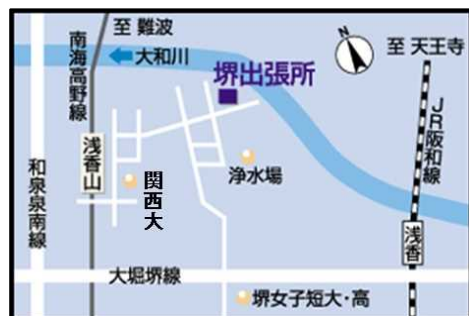 至 難波
南海高野線
大和川
堺出張所
至 天王寺
JR阪和線
浅香山
関西大
浄水場
和泉泉南線
浅香
大堀堺線
堺女子短大・高